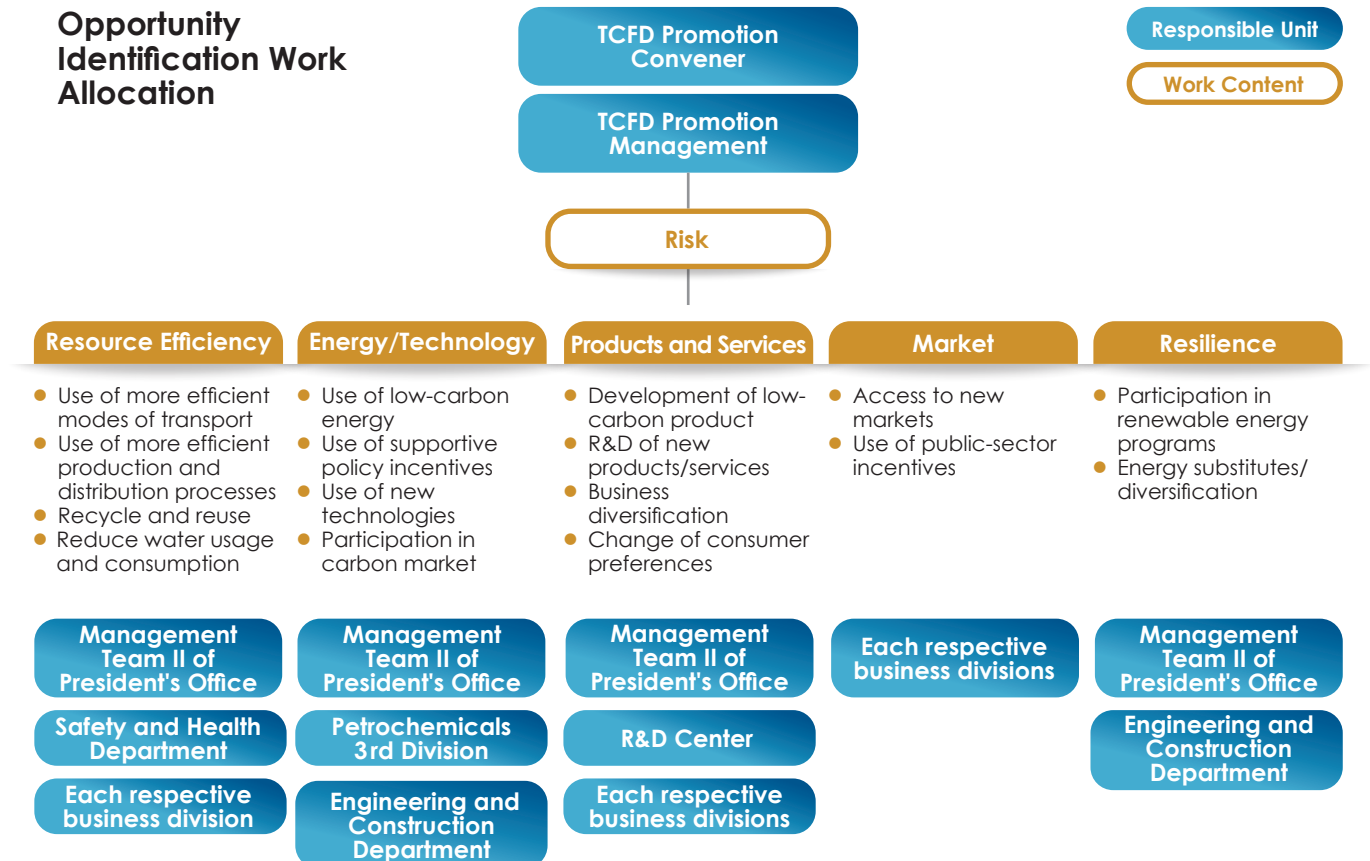 Opportunity
Identification Work
Allocation
TCFD Promotion
Convener
TCFD Promotion
Management
Responsible Unit
Work Content
Risk
Resource Efficiency
Use of more efficient
modes of transport
Use of more efficient
production and
distribution processes
Recycle and reuse
Reduce water usage
and consumption
Management
Team II of
President's Office
Safety and Health
Department
Each respective
business division
Energy/Technology
Use of low-carbon
energy
Use of supportive
policy incentives
Use of new
technologies
Participation in
carbon market
Management
Team II of
President's Office
Petrochemicals
3rd Division
Engineering and
Construction
Department
Products and Services
Development of low-
carbon product
R&D of new
products/services
Business
diversification
Change of consumer
preferences
Management
Team II of
President's Office
R&D Center
Each respective
business divisions
Market
Access to new
markets
Use of public-sector
incentives
Each respective
business divisions
Resilience
Participation in
renewable energy
programs
Energy substitutes/
diversification
Management
Team II of
President's Office
Engineering and
Construction
Department